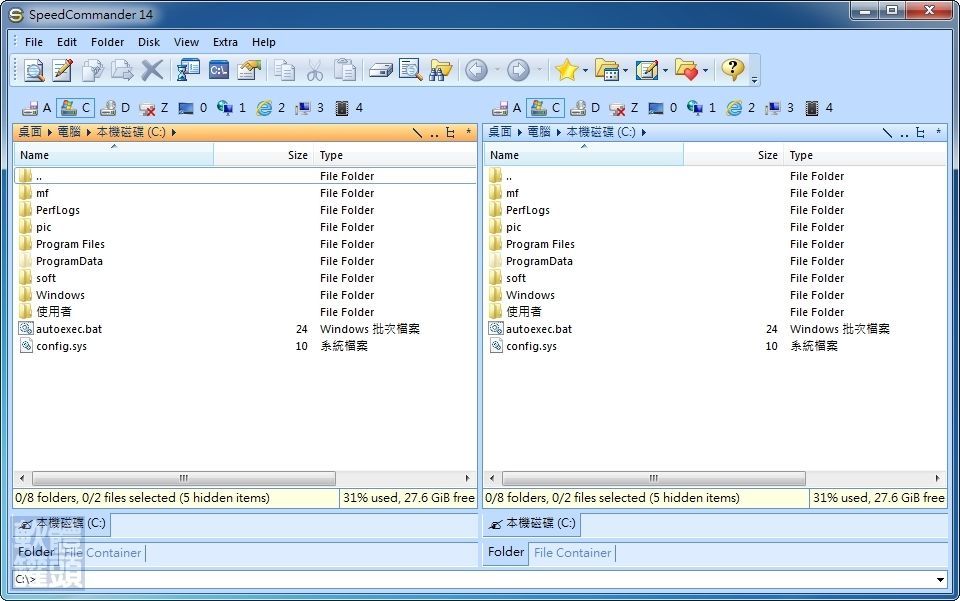 SpeedCommander 14
File Edit Folder Disk View Extra Help
C:\_
A C D Z 0 1 2 3 4 A C D Z 0 1 2 3 4
桌面 電腦 本機磁碟 (C:) \ .. * 桌面 電腦 本機磁碟 (C:) \ .. *
Name Size Type Name Size Type
.. File Folder .. File Folder
mf File Folder mf File Folder
PerfLogs File Folder PerfLogs File Folder
pic File Folder pic File Folder
Program Files File Folder Program Files File Folder
ProgramData File Folder ProgramData File Folder
soft File Folder soft File Folder
Windows File Folder Windows File Folder
使用者 File Folder 使用者 File Folder
autoexec.bat 24 Windows 批次檔案 autoexec.bat 24 Windows 批次檔案
config.sys 10 系統檔案 config.sys 10 系統檔案
0/8 folders, 0/2 files selected (5 hidden items) 31% used, 27.6 GiB free 0/8 folders, 0/2 files selected (5 hidden items) 31% used, 27.6 GiB free
本機磁碟 (C:) 本機磁碟 (C:)
Folder File Container Folder File Container
C:\>
軟體
罐頭